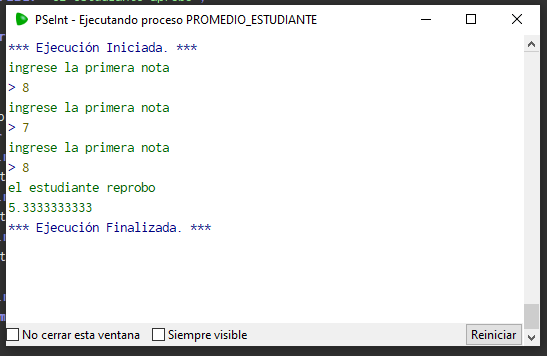 PSeInt - Ejecutando proceso PROMEDIO_ESTUDIANTE
*** Ejecución Iniciada. ***
ingrese la primera nota
> 8
ingrese la primera nota
> 7
ingrese la primera nota
> 8
el estudiante reprobo
5.3333333333
*** Ejecución Finalizada. ***
No cerrar esta ventana
Siempre visible
Reiniciar